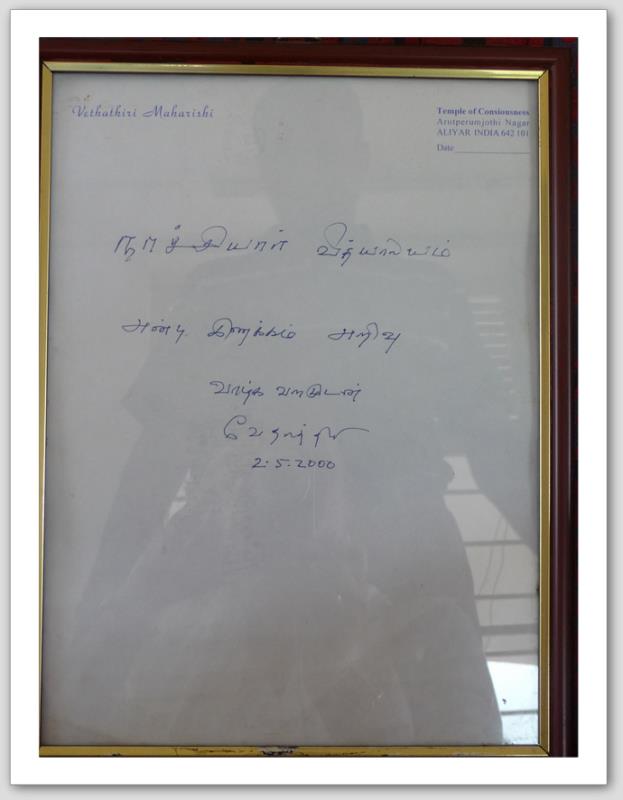 Vethathiri Maharishi
Temple of Consiousness
Arutperumjothi Nagar
ALIYAR INDIA 642 101
Date
நாச்சியார் வித்யாலயம்
அன்பு இரக்கம் அறிவு
வாழ்க வளமுடன்
வேதாத்திரி
2.5.2000